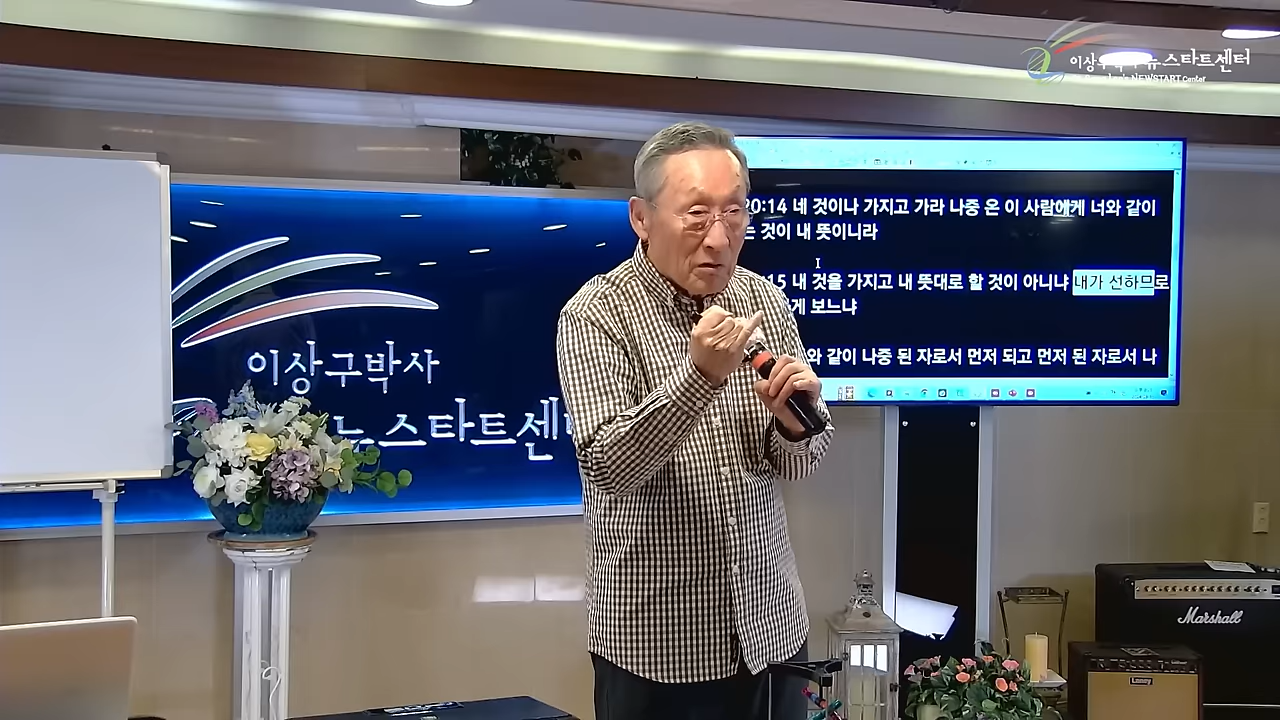 이상구박사 뉴스타트센터
NEWSTART Center
20:14 네 것이나 가지고 가라 나중 온 이 사람에게 너와 같이
것이 내 뜻이니라
15 내 것을 가지고 내 뜻대로 할 것이 아니냐 내가 선하므로
게 보느냐
와 같이 나중 된 자로서 먼저 되고 먼저 된 자로서 나
이상구박사
뉴스타트센
Marshall
Laney